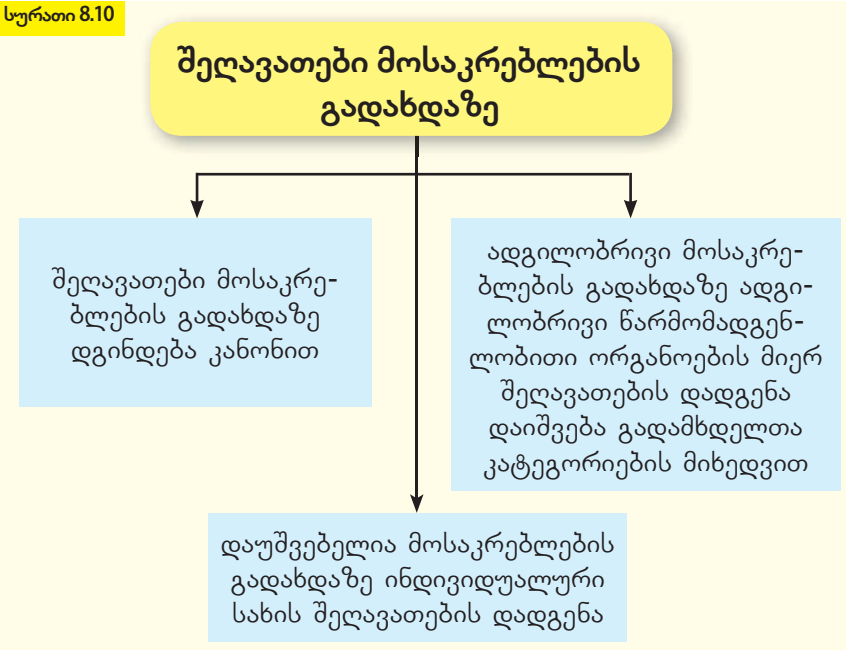 სურათი 8.10
შეღავათები მოსაკრებლების
გადახდაზე
შეღავათები მოსაკრე-
ბლების გადახდაზე
დგინდება კანონით
ადგილობრივი მოსაკრე-
ბლების გადახდაზე ადგი-
ლობრივი წარმომადგენ-
ლობითი ორგანოების მიერ
შეღავათების დადგენა
დაიშვება გადამხდელთა
კატეგორიების მიხედვით
დაუშვებელია მოსაკრებლების
გადახდაზე ინდივიდუალური
სახის შეღავათების დადგენა